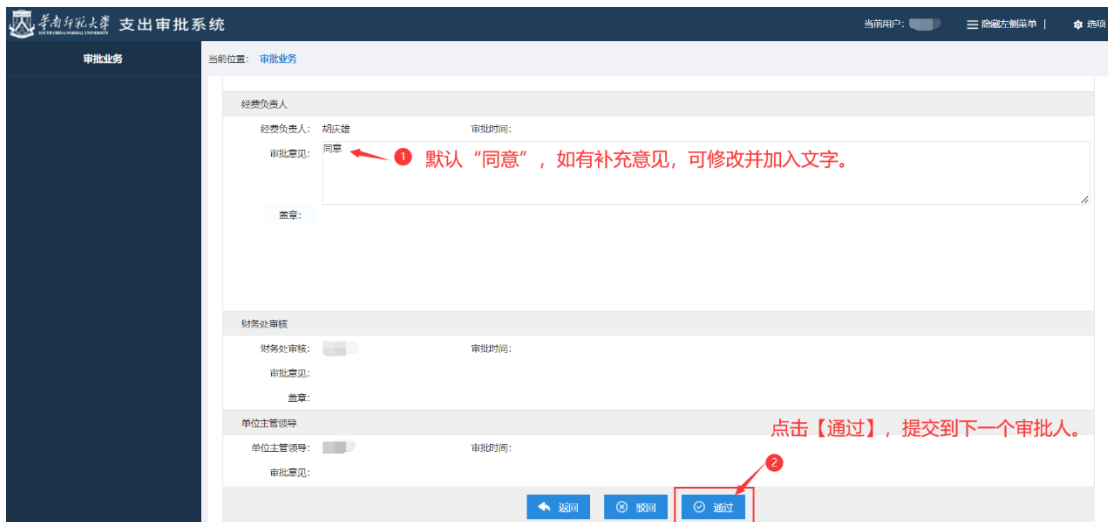 華南師範大學 支出审批系统
SOUTH CHINA NORMAL UNIVERSITY
当前用户：
隐藏左侧菜单 |
选项
审批业务
当前位置： 审批业务
经费负责人
经费负责人： 胡庆雄 审批时间：
审批意见： 同意
1 默认“同意”，如有补充意见，可修改并加入文字。
盖章：
财务处审核
财务处审核： 审批时间：
审批意见：
盖章：
单位主管领导
点击【通过】，提交到下一个审批人。
单位主管领导： 审批时间：
2
审批意见：
返回 驳回 通过